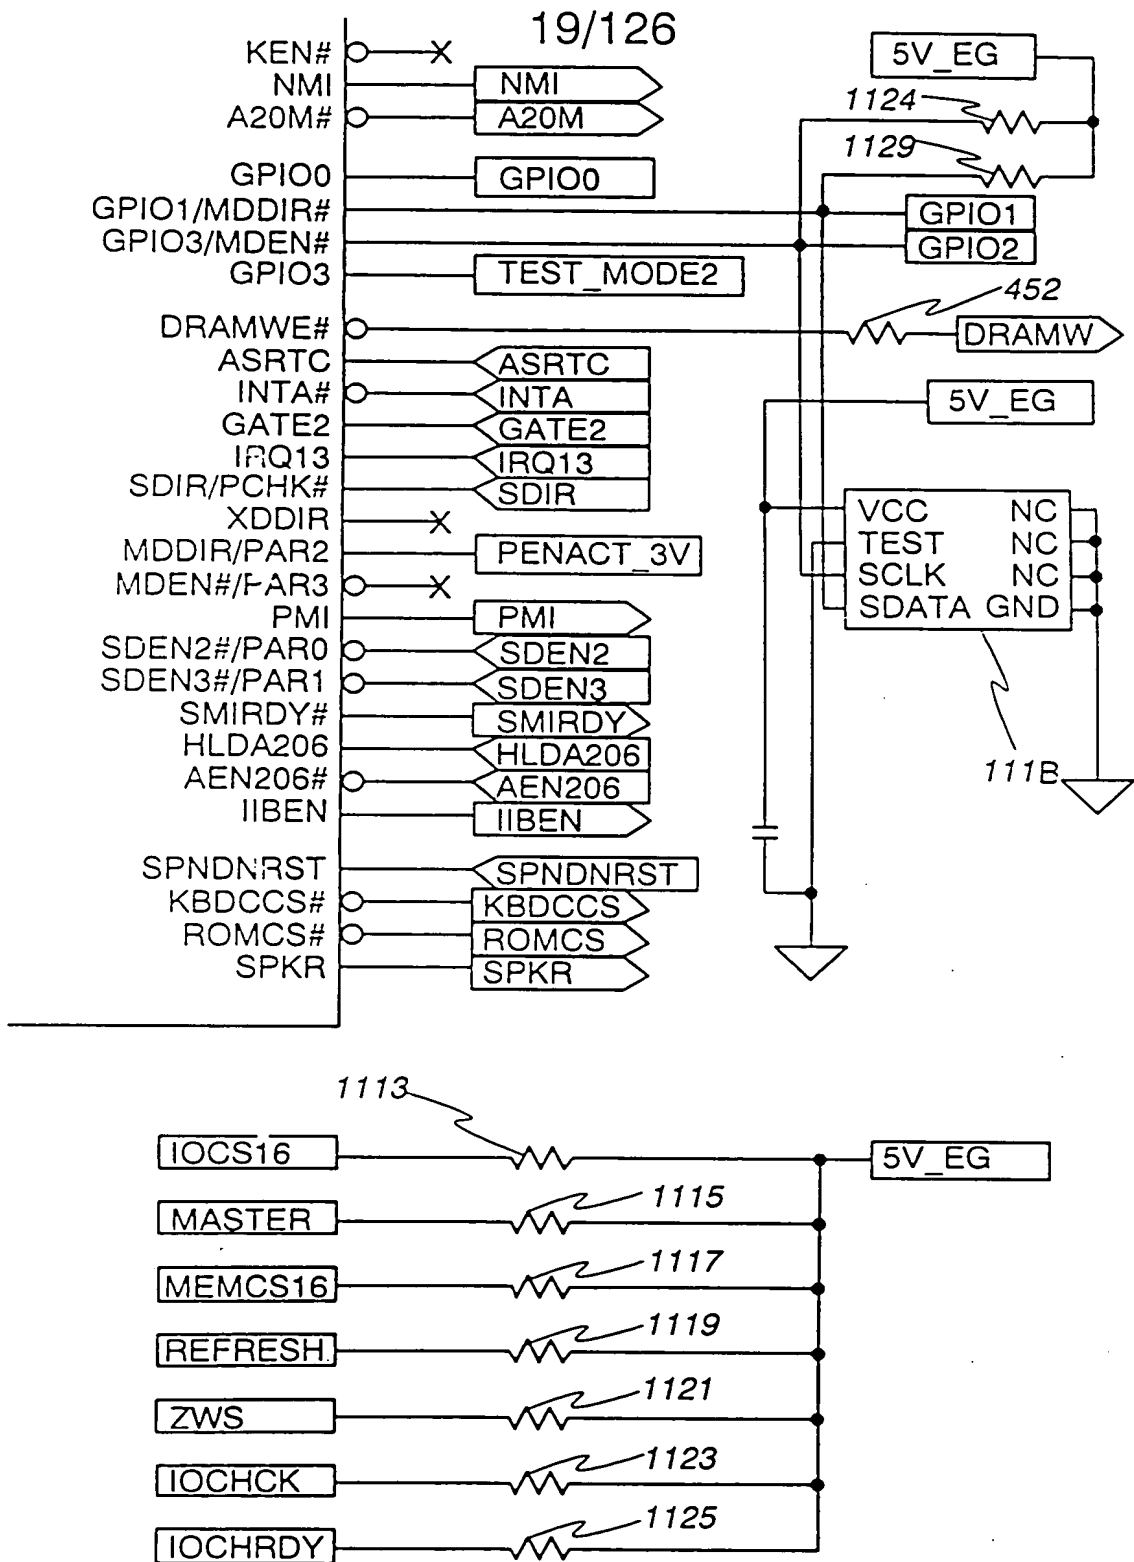 19/126
KEN#
NMI NMI
A20M# A20M
GPIO0 GPIO0
GPIO1/MDDIR#
GPIO3/MDEN#
GPIO3 TEST_MODE2
DRAMWE#
ASRTC ASRTC
INTA# INTA
GATE2 GATE2
IRQ13 IRQ13
SDIR/PCHK# SDIR
XDDIR
MDDIR/PAR2 PENACT_3V
MDEN#/PAR3
PMI PMI
SDEN2#/PAR0 SDEN2
SDEN3#/PAR1 SDEN3
SMIRDY# SMIRDY
HLDA206 HLDA206
AEN206# AEN206
IIBEN IIBEN
SPNDNRST SPNDNRST
KBDCCS# KBDCCS
ROMCS# ROMCS
SPKR SPKR
5V_EG
1124
1129
GPIO1
GPIO2
452
DRAMW
5V_EG
VCC NC
TEST NC
SCLK NC
SDATA GND
111B
1113
IOCS16 5V_EG
1115
MASTER
1117
MEMCS16
1119
REFRESH
1121
ZWS
1123
IOCHCK
1125
IOCHRDY